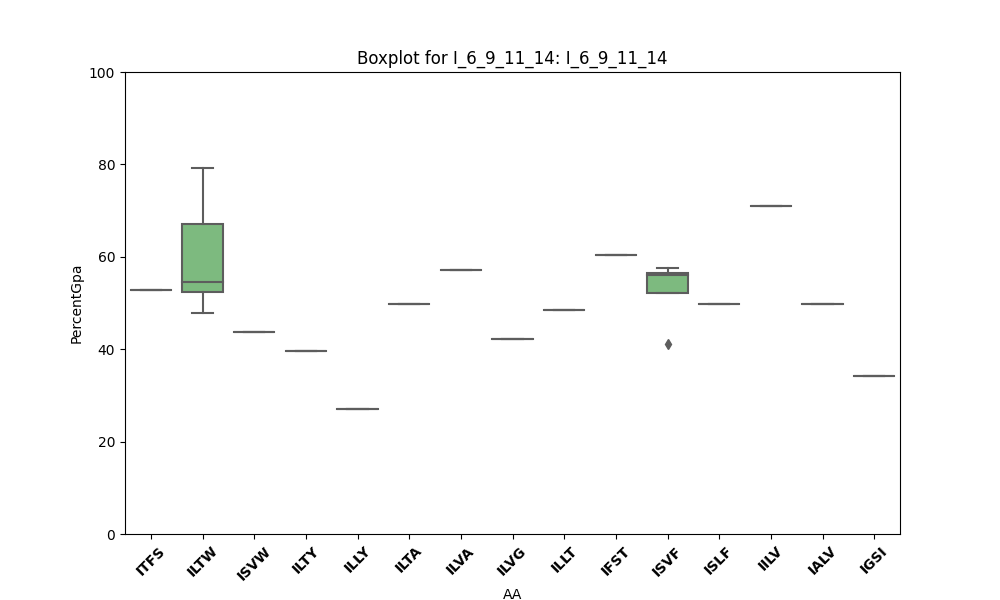 Boxplot for I_6_9_11_14: I_6_9_11_14
100
80
60
40
20
0
PercentGpa
ITFS
ILTW
ISVW
ILTY
ILLY
ILTA
ILVA
ILVG
ILLT
IFST
ISVF
ISLF
IILV
IALV
IGSI
AA